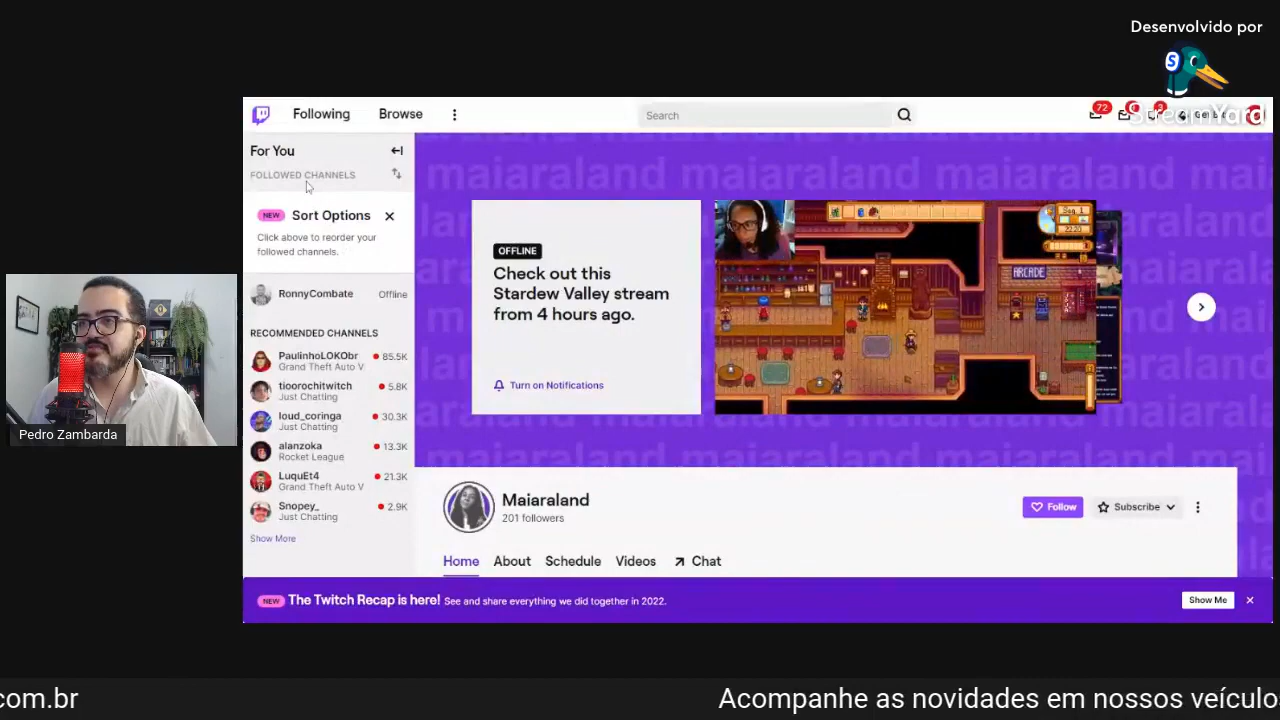 Desenvolvido por
StreamYard
Following
Browse
Search
72
3
For You
FOLLOWED CHANNELS
NEW Sort Options
Click above to reorder your
followed channels.
RonnyCombate Offline
RECOMMENDED CHANNELS
PaulinhoLOKObr 85.5K
Grand Theft Auto V
tioorochitwitch 5.8K
Just Chatting
loud_coringa 30.3K
Just Chatting
alanzoka 13.3K
Rocket League
LuquEt4 21.3K
Grand Theft Auto V
Snopey_ 2.9K
Just Chatting
Show More
maiaraland maiaraland maiaraland
OFFLINE
Check out this
Stardew Valley stream
from 4 hours ago.
Turn on Notifications
ARCADE
Maiaraland
201 followers
Follow
Subscribe
Home About Schedule Videos Chat
NEW The Twitch Recap is here! See and share everything we did together in 2022.
Show Me
Pedro Zambarda
com.br
Acompanhe as novidades em nossos veículo